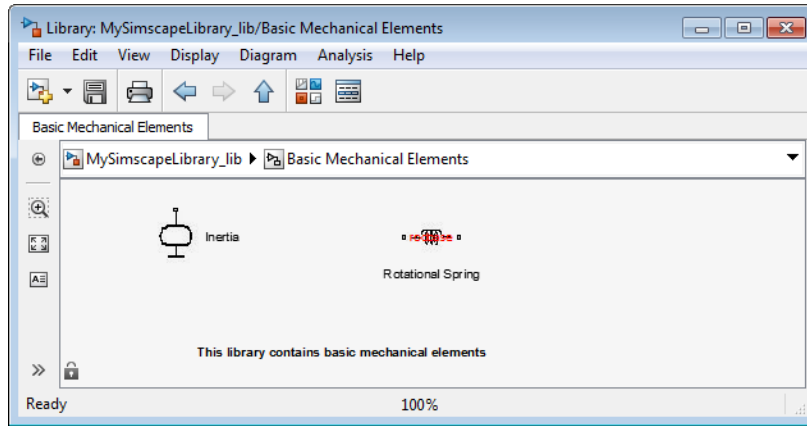 Library: MySimscapeLibrary_lib/Basic Mechanical Elements
File Edit View Display Diagram Analysis Help
Basic Mechanical Elements
MySimscapeLibrary_lib Basic Mechanical Elements
Inertia
Rotational Spring
This library contains basic mechanical elements
Ready 100%